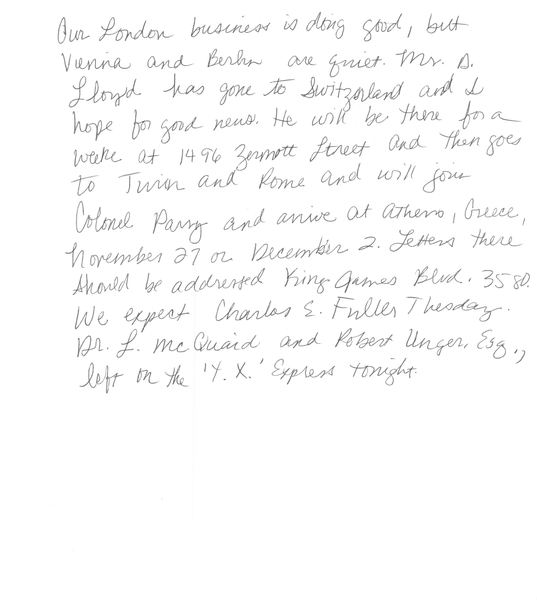 Our London business is doing good, but
Vienna and Berlin are quiet. Mr. D.
Lloyd has gone to Switzerland and I
hope for good news. He will be there for a
week at 1496 Zermott Street and then goes
to Turin and Rome and will join
Colonel Parry and arrive at Athens, Greece,
November 27 or December 2. Letters there
should be addressed King James Blvd. 3580.
We expect Charles E. Fuller Tuesday.
Dr. L. McQuaid and Robert Unger, Esq.,
left on the 'Y. X.' Express tonight.